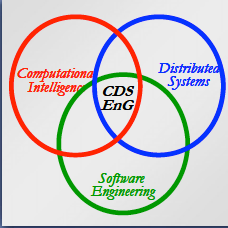 Computational
Intelligence
Distributed
Systems
CDS
EnG
Software
Engineering